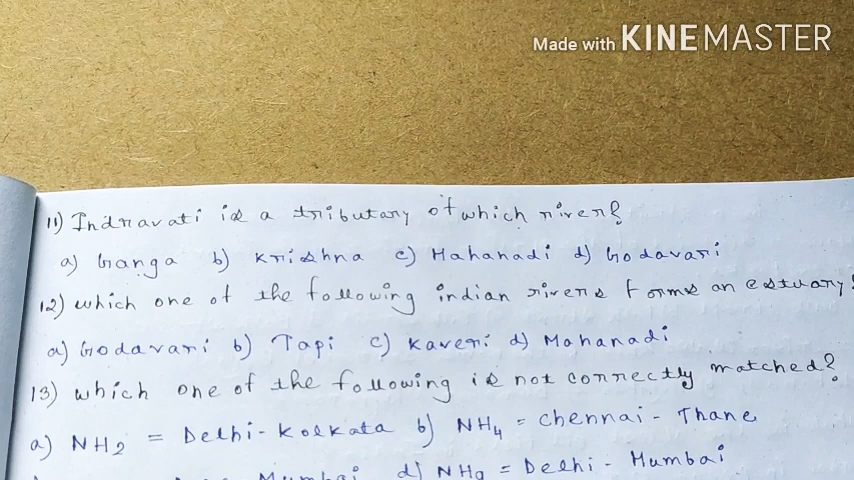 Made with KINEMASTER
11) Indravati is a tributary of which river?
a) Ganga b) Krishna c) Mahanadi d) Godavari
12) which one of the following indian rivers forms an estuary?
a) Godavari b) Tapi c) Kaveri d) Mahanadi
13) which one of the following is not correctly matched?
a) NH2 = Delhi-Kolkata b) NH4 = Chennai - Thane
Mumbai d) NH9 = Delhi - Mumbai